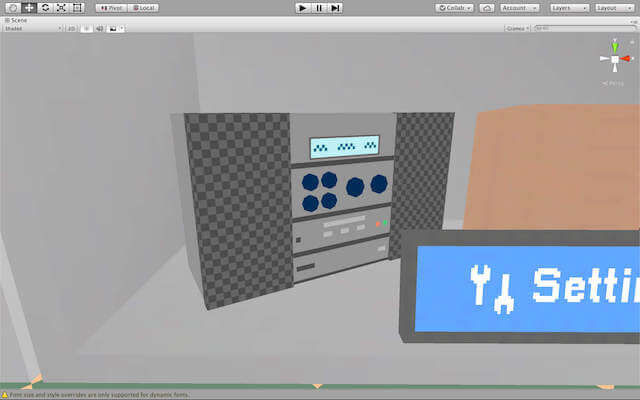 Pivot
Local
Collab
Account
Layers
Layout
Scene
Shaded
2D
Gizmos
All
Persp
y
x
Settin
Font size and style overrides are only supported for dynamic fonts.